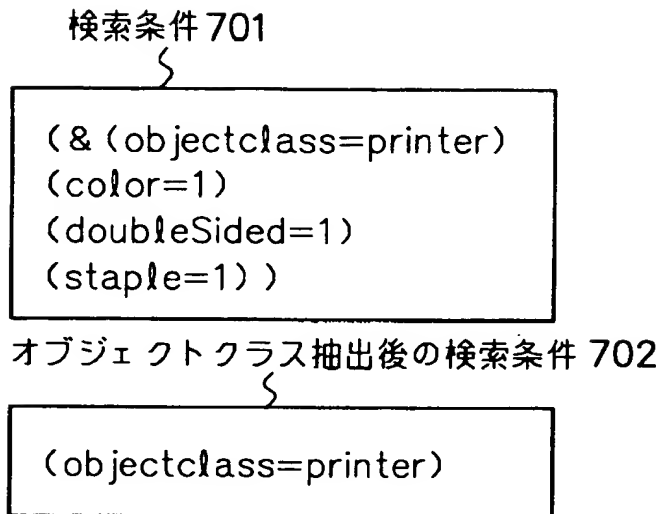 検索条件 701
(& (objectclass=printer)
(color=1)
(doubleSided=1)
(staple=1) )
オブジェクトクラス抽出後の検索条件 702
(objectclass=printer)